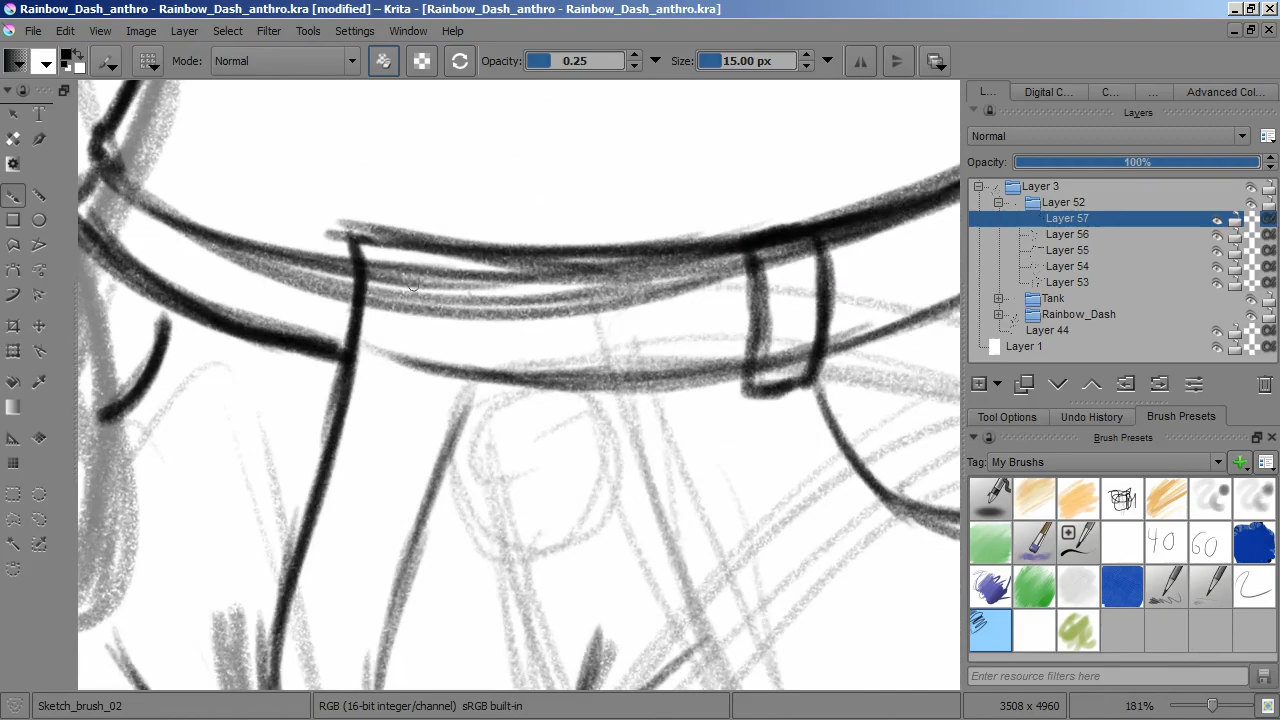 Rainbow_Dash_anthro - Rainbow_Dash_anthro.kra [modified] – Krita - [Rainbow_Dash_anthro - Rainbow_Dash_anthro.kra]
File Edit View Image Layer Select Filter Tools Settings Window Help
Mode: Normal Opacity: 0.25 Size: 15.00 px
L... Digital C... C... ... Advanced Col...
Layers
Normal
Opacity: 100%
Layer 3
Layer 52
Layer 57
Layer 56
Layer 55
Layer 54
Layer 53
Tank
Rainbow_Dash
Layer 44
Layer 1
Tool Options Undo History Brush Presets
Brush Presets
Tag: My Brushes
40 60
Enter resource filters here
Sketch_brush_02 RGB (16-bit integer/channel) sRGB built-in 3508 x 4960 181%